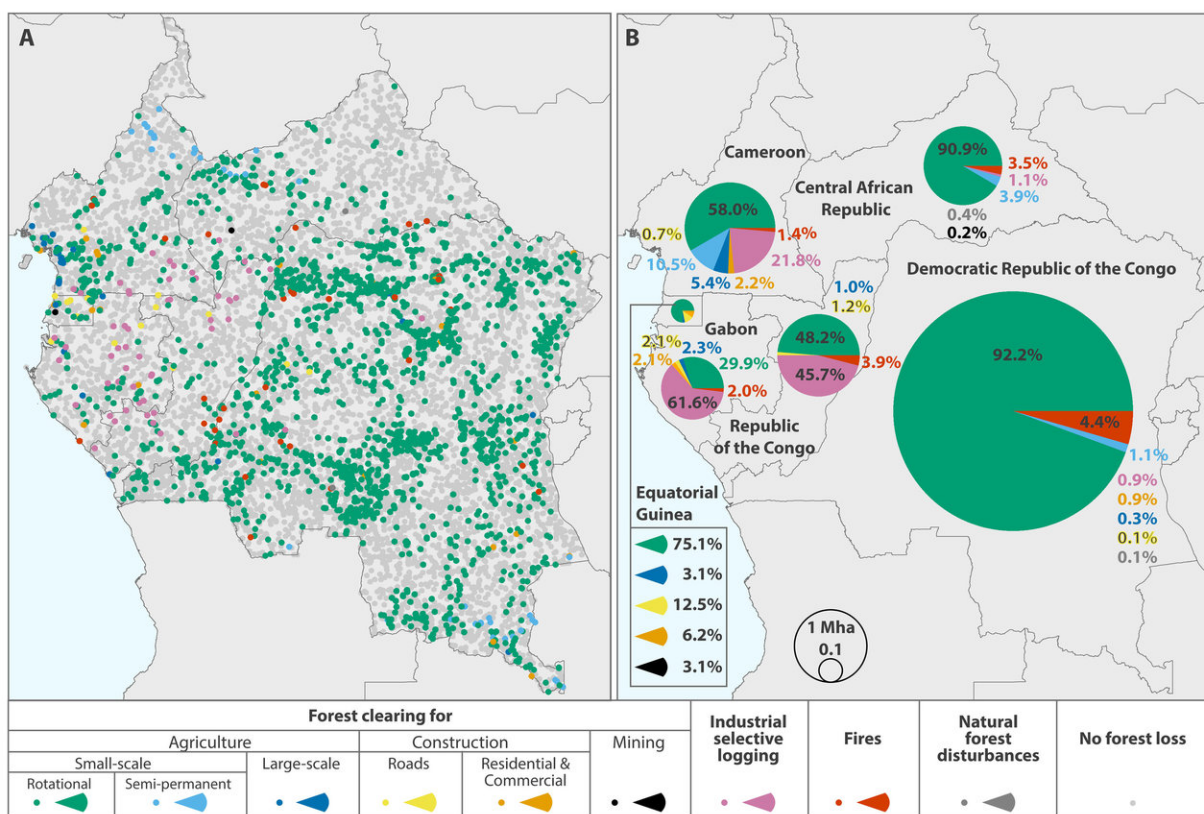 A
B
Cameroon
58.0%
0.7%
1.4%
10.5%
21.8%
5.4%
2.2%
Central African
Republic
90.9%
3.5%
1.1%
3.9%
0.4%
0.2%
Democratic Republic of the Congo
92.2%
4.4%
1.1%
0.9%
0.9%
0.3%
0.1%
0.1%
1.0%
1.2%
48.2%
3.9%
45.7%
Gabon
2.1%
2.3%
2.1%
29.9%
2.0%
61.6%
Republic
of the Congo
Equatorial
Guinea
75.1%
3.1%
12.5%
6.2%
3.1%
1 Mha
0.1
Forest clearing for
Agriculture
Construction
Mining
Small-scale
Large-scale
Roads
Residential &
Commercial
Rotational
Semi-permanent
Industrial
selective
logging
Fires
Natural
forest
disturbances
No forest loss